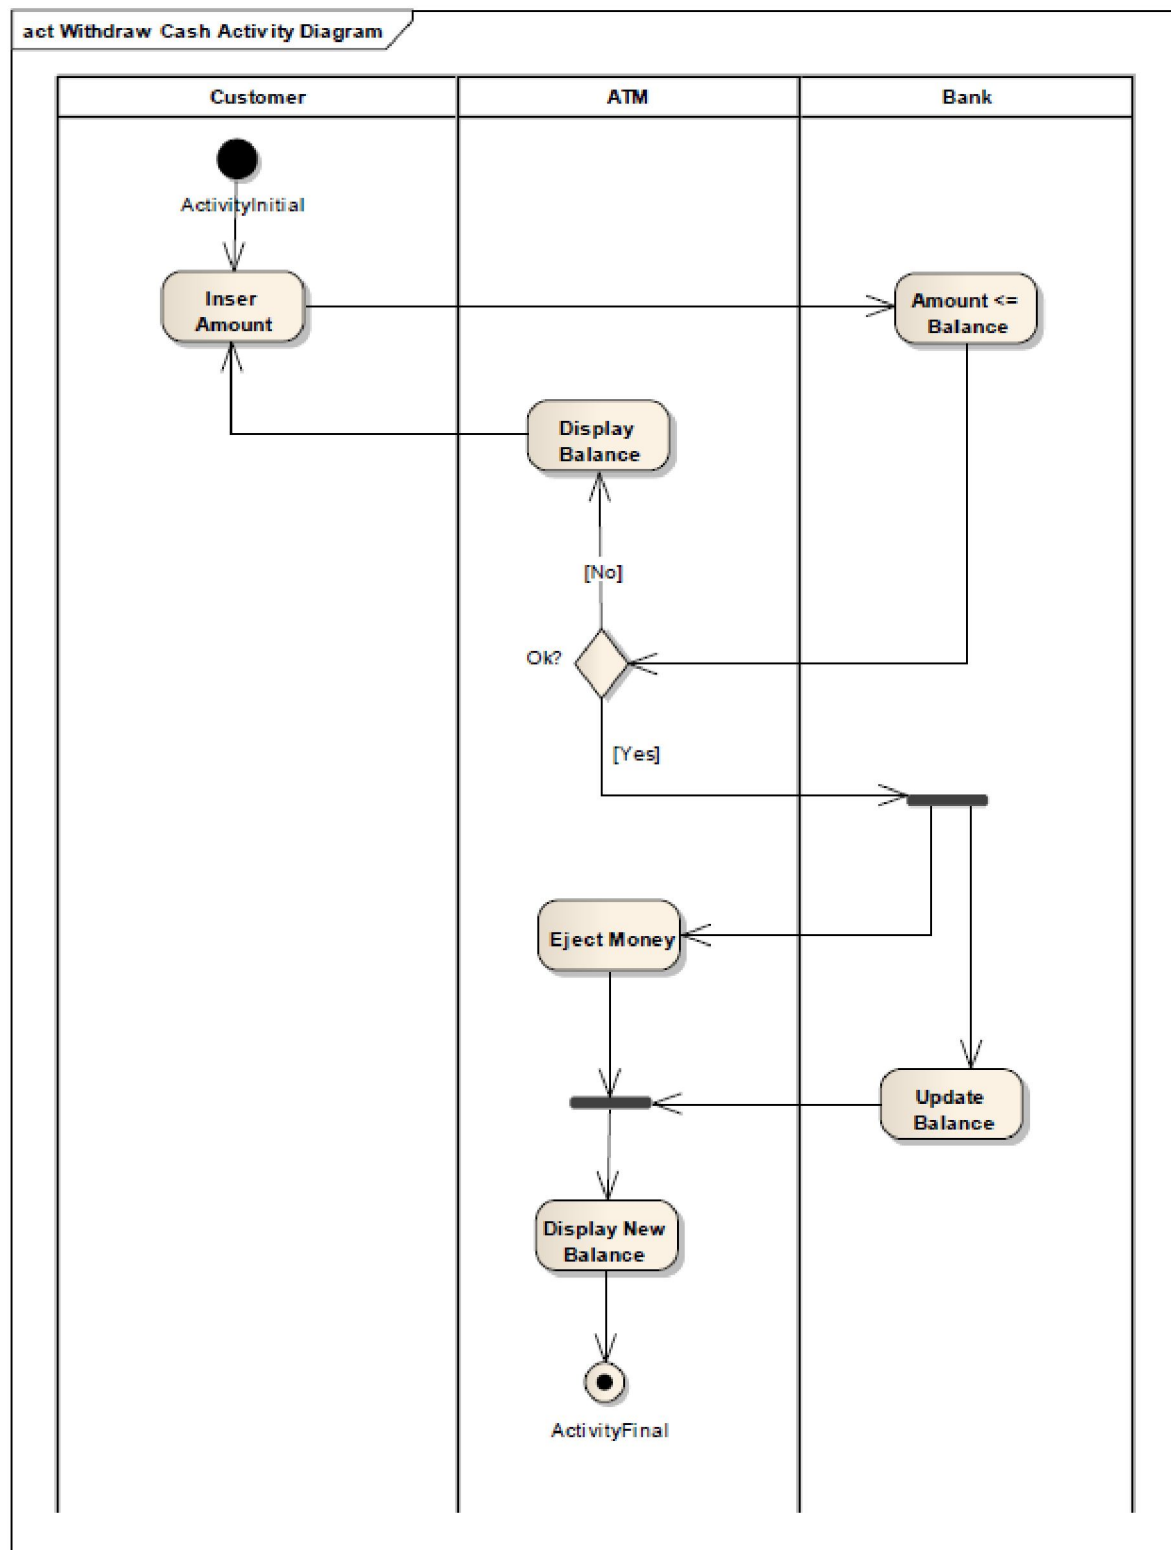 act Withdraw Cash Activity Diagram
Customer
ATM
Bank
ActivityInitial
Inser
Amount
Amount <=
Balance
Display
Balance
[No]
Ok?
[Yes]
Eject Money
Update
Balance
Display New
Balance
ActivityFinal